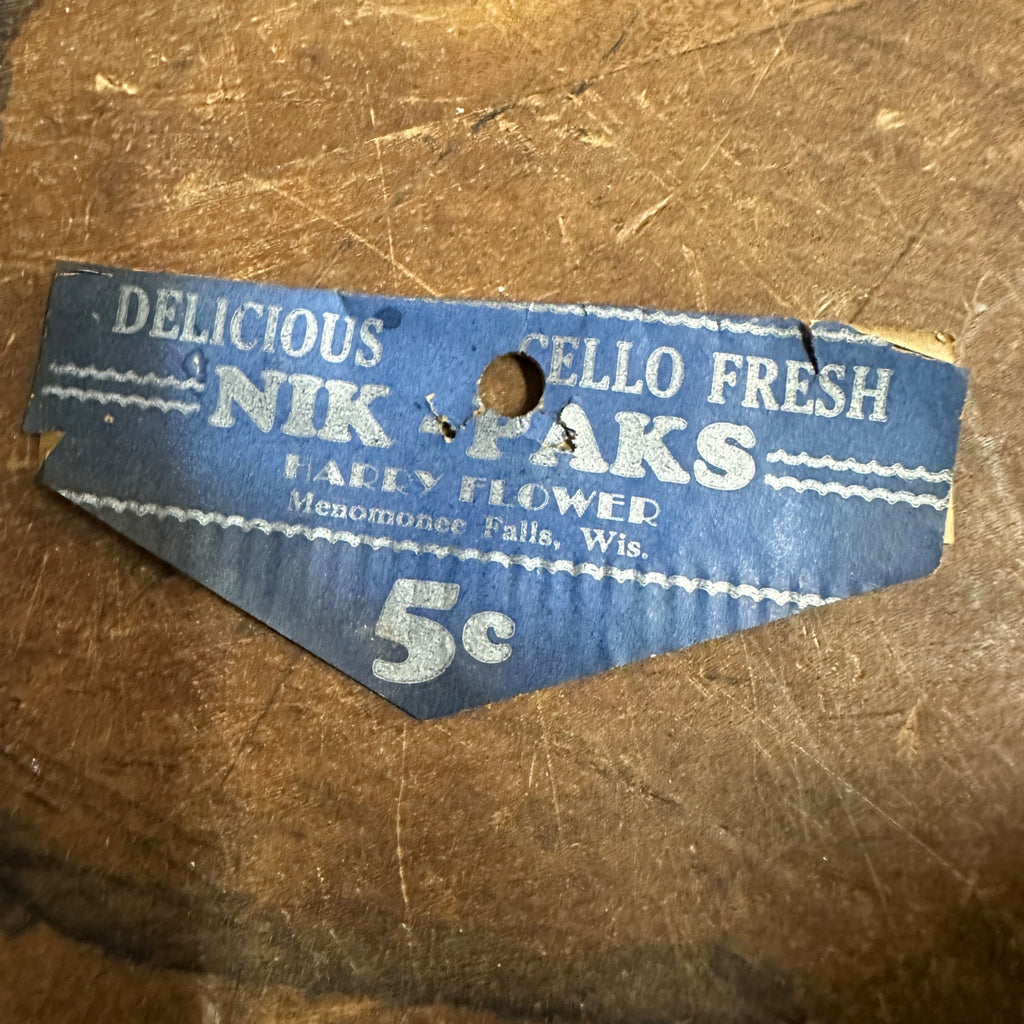 DELICIOUS CELLO FRESH
NIK-PAKS
HARRY FLOWER
Menomonee Falls, Wis.
5c